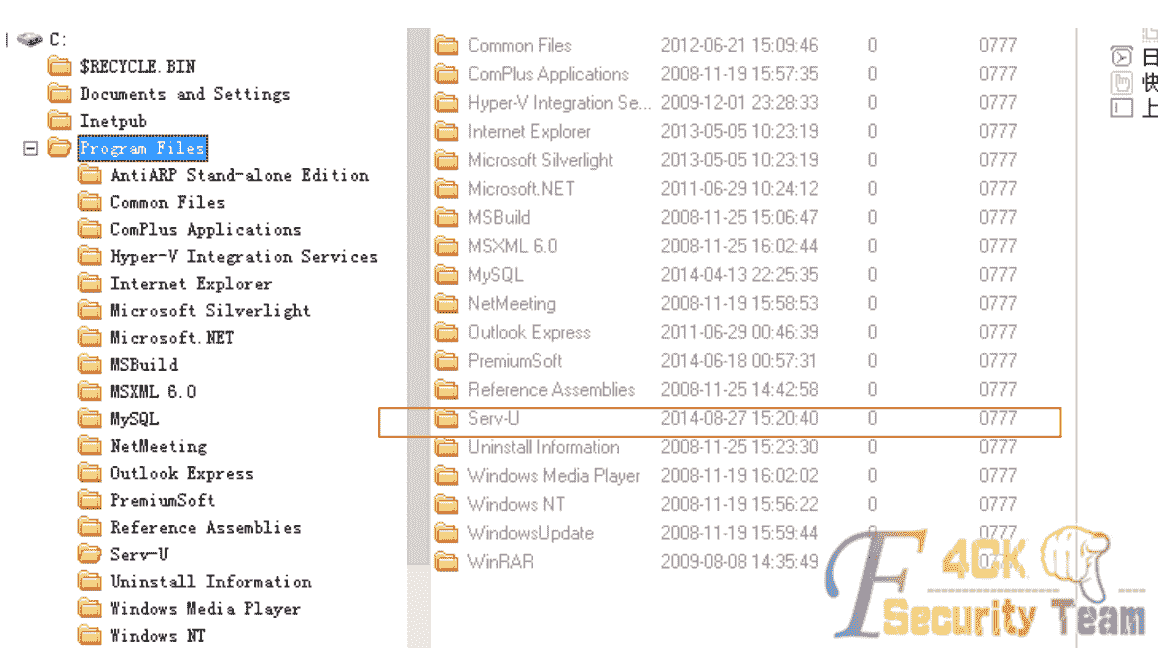 C:
$RECYCLE.BIN
Documents and Settings
Inetpub
Program Files
AntiARP Stand-alone Edition
Common Files
ComPlus Applications
Hyper-V Integration Services
Internet Explorer
Microsoft Silverlight
Microsoft.NET
MSBuild
MSXML 6.0
MySQL
NetMeeting
Outlook Express
PremiumSoft
Reference Assemblies
Serv-U
Uninstall Information
Windows Media Player
Windows NT
Common Files 2012-06-21 15:09:46 0 0777
ComPlus Applications 2008-11-19 15:57:35 0 0777
Hyper-V Integration Se... 2009-12-01 23:28:33 0 0777
Internet Explorer 2013-05-05 10:23:19 0 0777
Microsoft Silverlight 2013-05-05 10:23:19 0 0777
Microsoft.NET 2011-06-29 10:24:12 0 0777
MSBuild 2008-11-25 15:06:47 0 0777
MSXML 6.0 2008-11-25 16:02:44 0 0777
MySQL 2014-04-13 22:25:35 0 0777
NetMeeting 2008-11-19 15:58:53 0 0777
Outlook Express 2011-06-29 00:46:39 0 0777
PremiumSoft 2014-06-18 00:57:31 0 0777
Reference Assemblies 2008-11-25 14:42:58 0 0777
Serv-U 2014-08-27 15:20:40 0 0777
Uninstall Information 2008-11-25 15:23:30 0 0777
Windows Media Player 2008-11-19 16:02:02 0 0777
Windows NT 2008-11-19 15:56:22 0 0777
WindowsUpdate 2008-11-19 15:59:44 0 0777
WinRAR 2009-08-08 14:35:49
日
快
上
F4CK
Security Team